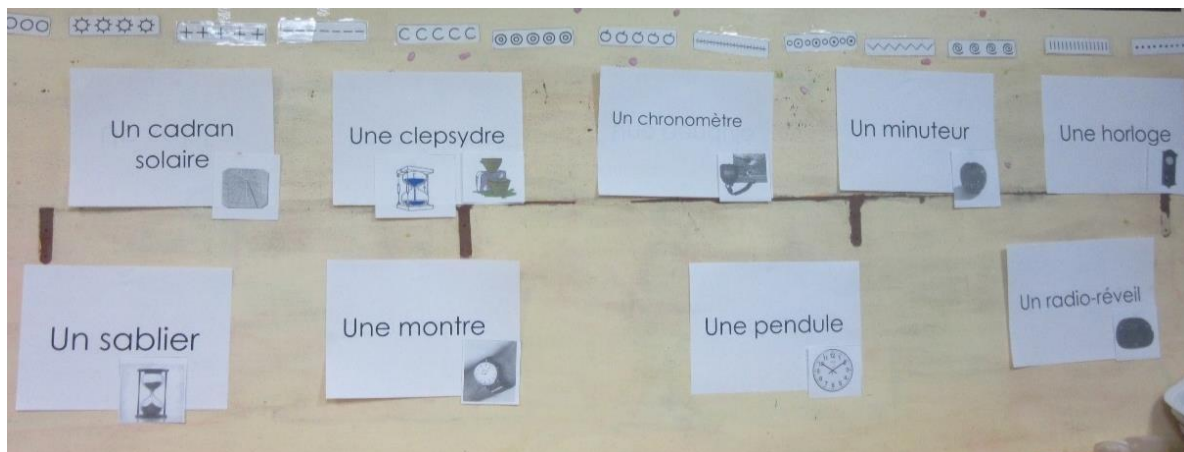 Un cadran
solaire
Une clepsydre
Un chronomètre
Un minuteur
Une horloge
Un sablier
Une montre
Une pendule
Un radio-réveil